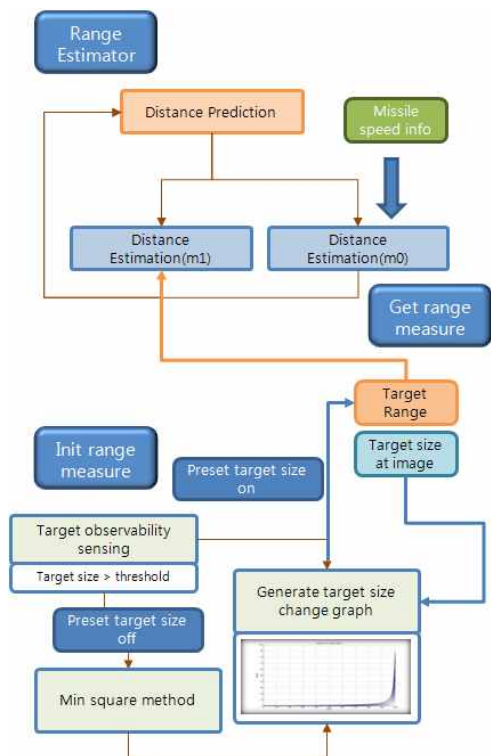 Range
Estimator
Distance Prediction
Missile
speed info
Distance
Estimation(m1)
Distance
Estimation(m0)
Get range
measure
Target
Range
Init range
measure
Target size
at image
Preset target size
on
Target observability
sensing
Target size > threshold
Generate target size
change graph
Preset target size
off
Min square method